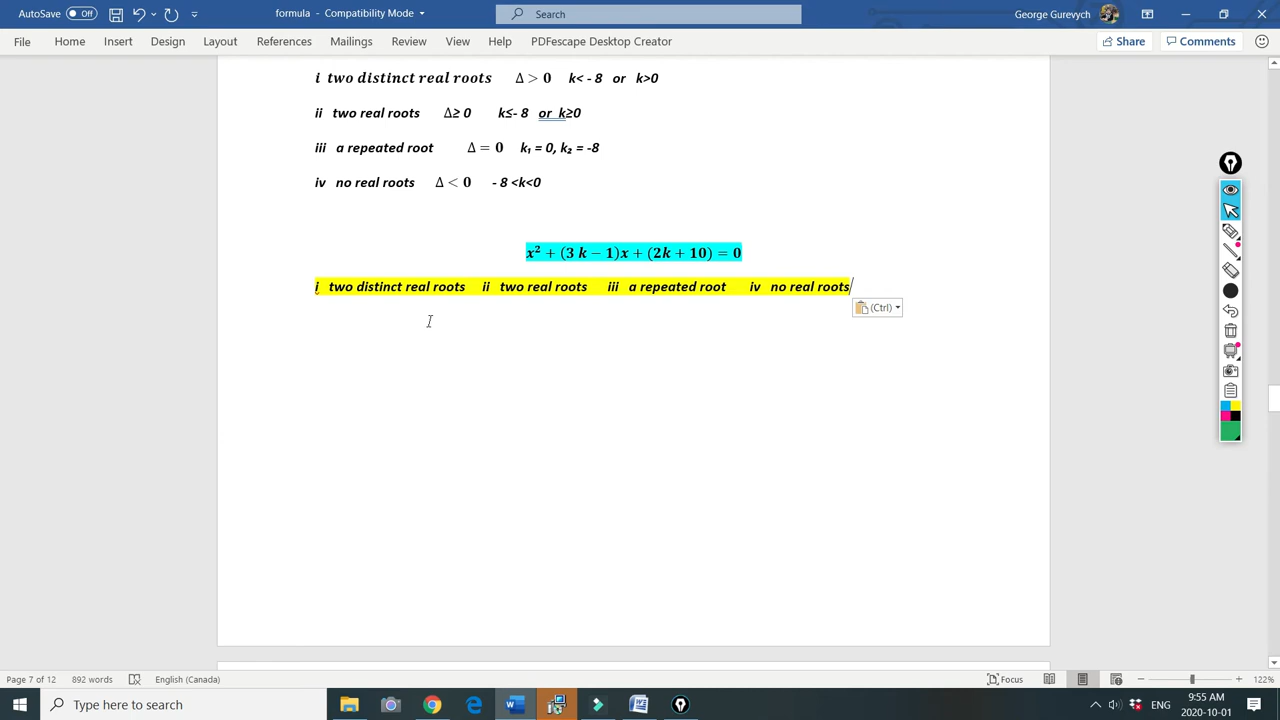 AutoSave Off formula - Compatibility Mode Search George Gurevych
File Home Insert Design Layout References Mailings Review View Help PDFescape Desktop Creator Share Comments
i two distinct real roots Δ > 0 k< - 8 or k>0
ii two real roots Δ≥ 0 k≤- 8 or k≥0
iii a repeated root Δ = 0 k₁ = 0, k₂ = -8
iv no real roots Δ < 0 - 8 <k<0
x² + (3 k − 1)x + (2k + 10) = 0
i two distinct real roots ii two real roots iii a repeated root iv no real roots
(Ctrl)
Page 7 of 12 892 words English (Canada) Focus 122%
Type here to search ENG 9:55 AM
2020-10-01